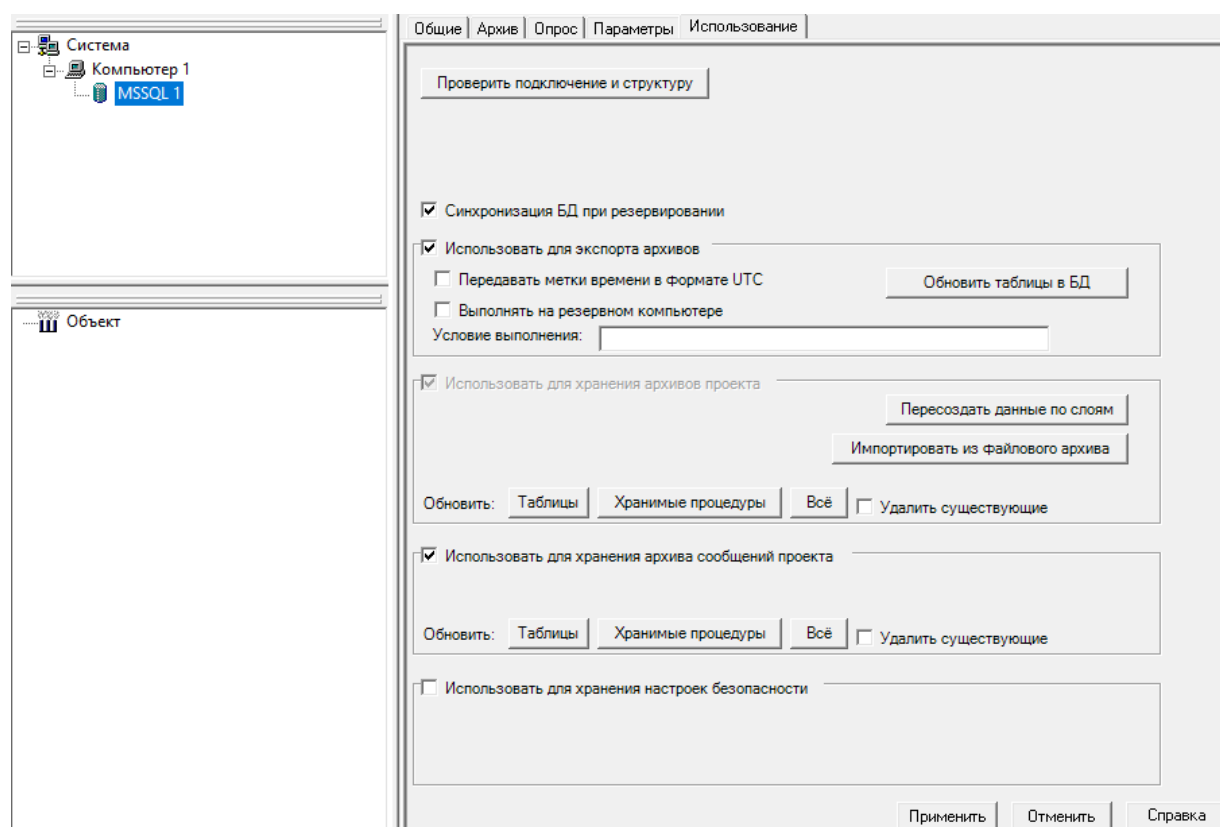 Система
Компьютер 1
MSSQL 1
Объект
Общие Архив Опрос Параметры Использование
Проверить подключение и структуру
Синхронизация БД при резервировании
Использовать для экспорта архивов
Передавать метки времени в формате UTC
Обновить таблицы в БД
Выполнять на резервном компьютере
Условие выполнения:
Использовать для хранения архивов проекта
Пересоздать данные по слоям
Импортировать из файлового архива
Обновить: Таблицы Хранимые процедуры Всё Удалить существующие
Использовать для хранения архива сообщений проекта
Обновить: Таблицы Хранимые процедуры Всё Удалить существующие
Использовать для хранения настроек безопасности
Применить Отменить Справка